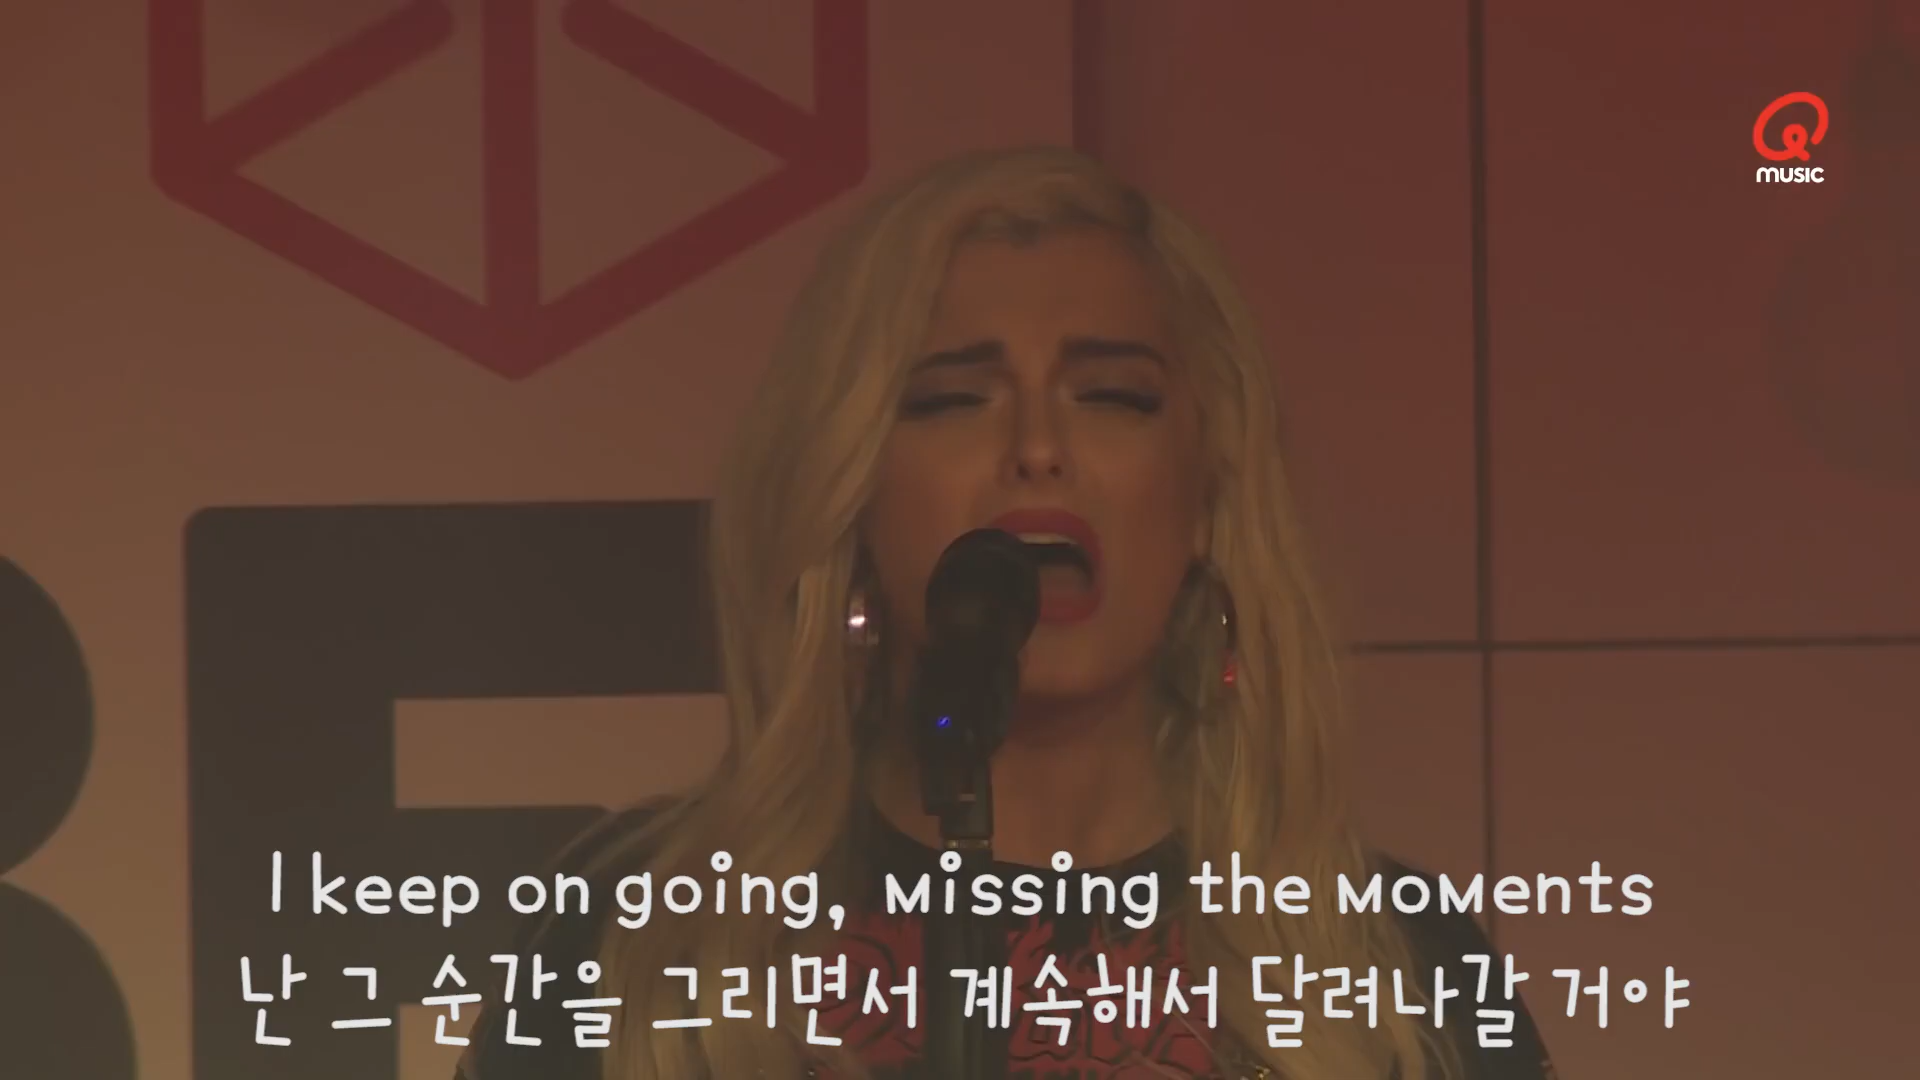 Q
music
BE
I keep on going, missing the moments
난 그 순간을 그리면서 계속해서 달려나갈 거야